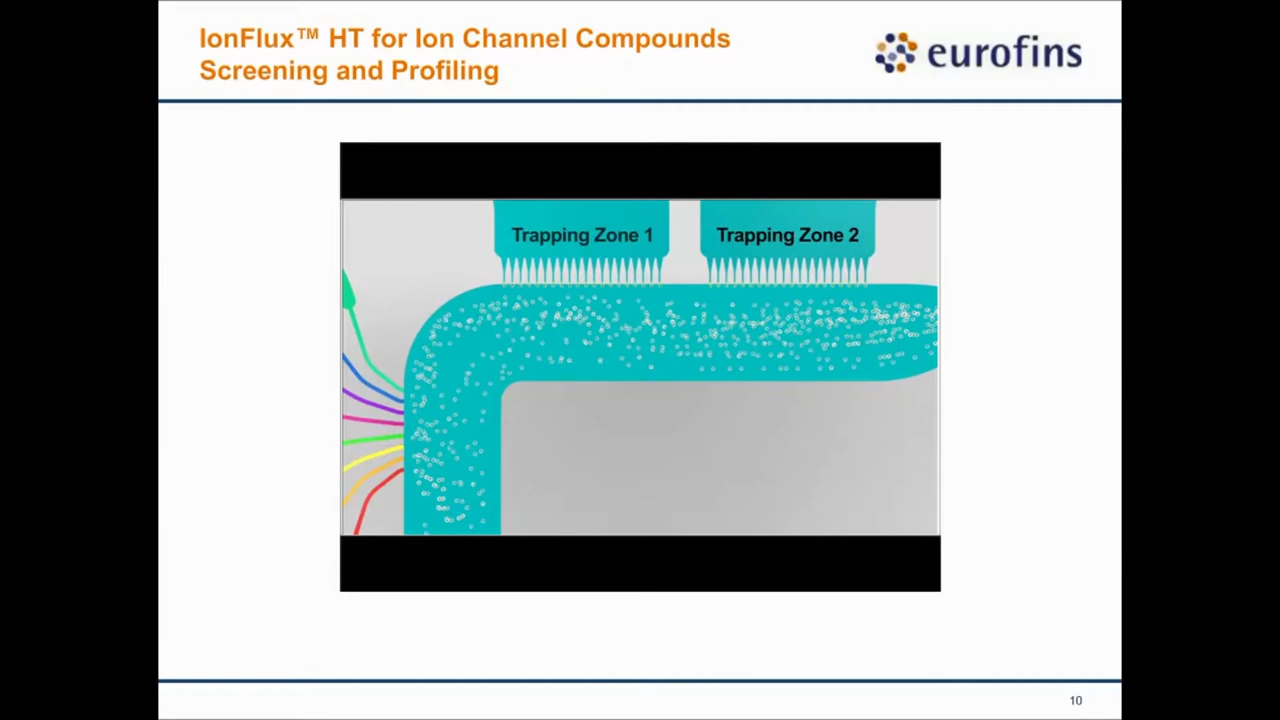 IonFlux™ HT for Ion Channel Compounds
Screening and Profiling
eurofins
Trapping Zone 1
Trapping Zone 2
10